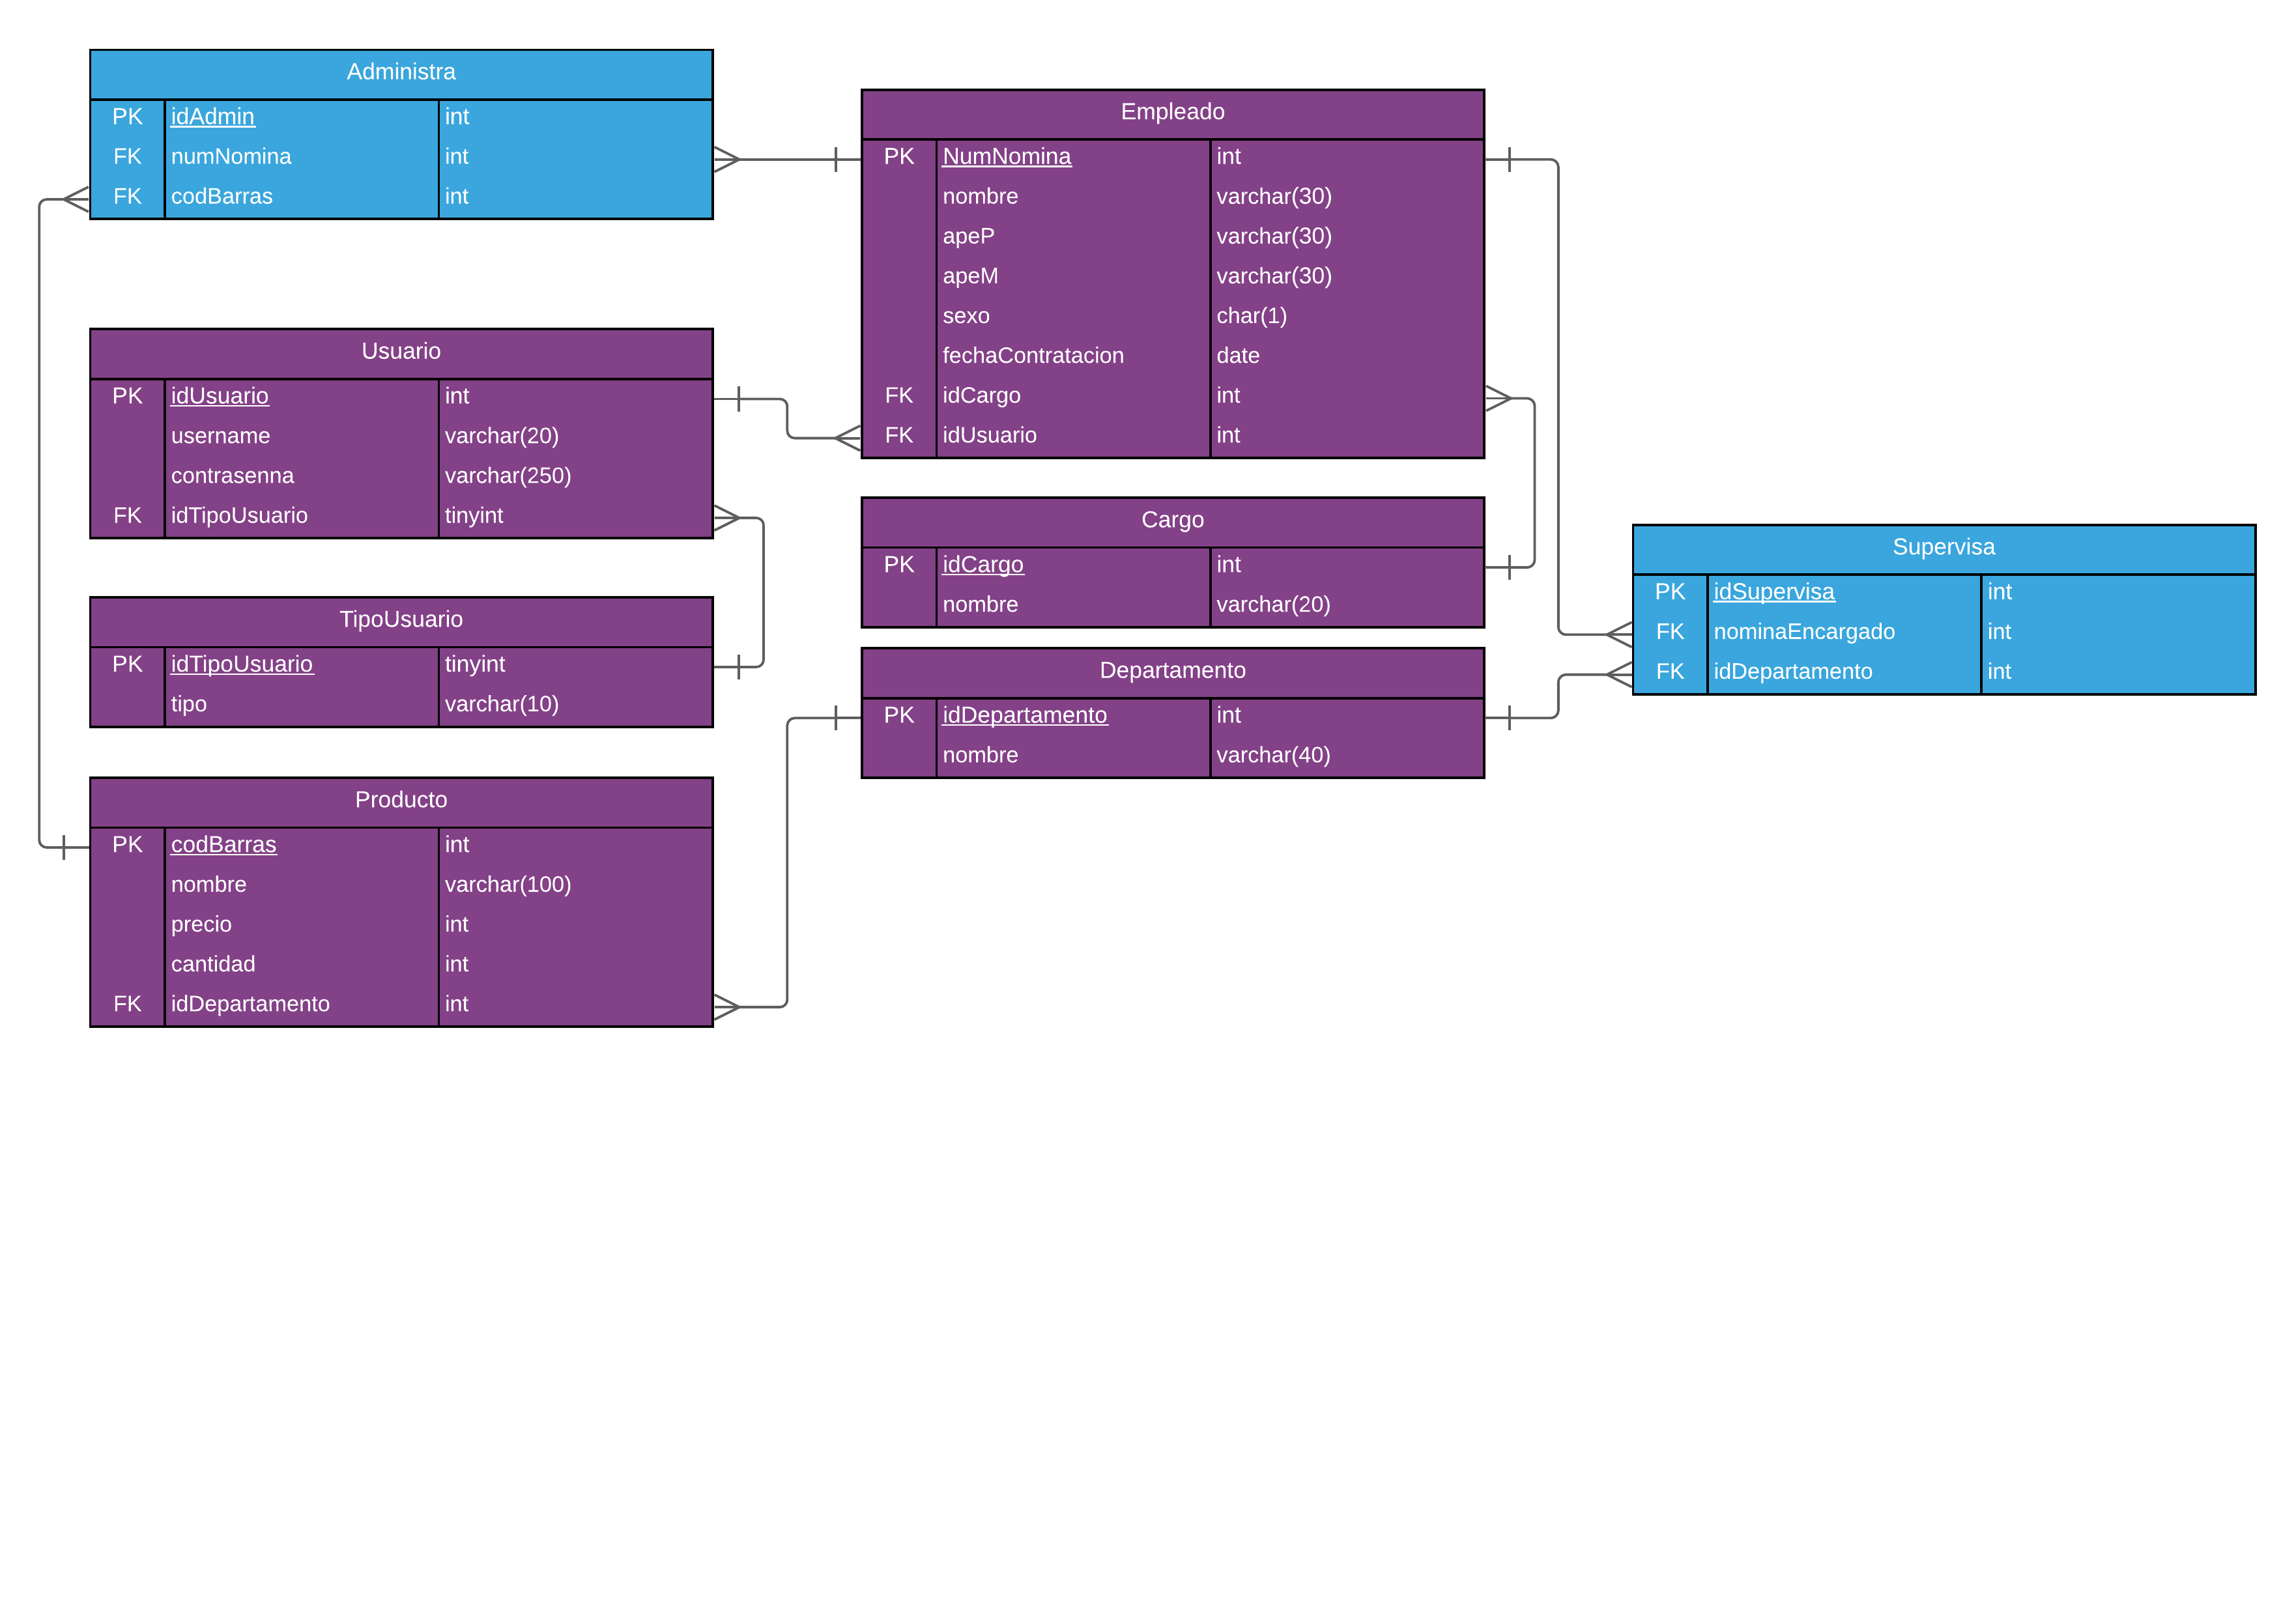 Administra
PK idAdmin int
FK numNomina int
FK codBarras int
Usuario
PK idUsuario int
username varchar(20)
contrasenna varchar(250)
FK idTipoUsuario tinyint
TipoUsuario
PK idTipoUsuario tinyint
tipo varchar(10)
Producto
PK codBarras int
nombre varchar(100)
precio int
cantidad int
FK idDepartamento int
Empleado
PK NumNomina int
nombre varchar(30)
apeP varchar(30)
apeM varchar(30)
sexo char(1)
fechaContratacion date
FK idCargo int
FK idUsuario int
Cargo
PK idCargo int
nombre varchar(20)
Departamento
PK idDepartamento int
nombre varchar(40)
Supervisa
PK idSupervisa int
FK nominaEncargado int
FK idDepartamento int